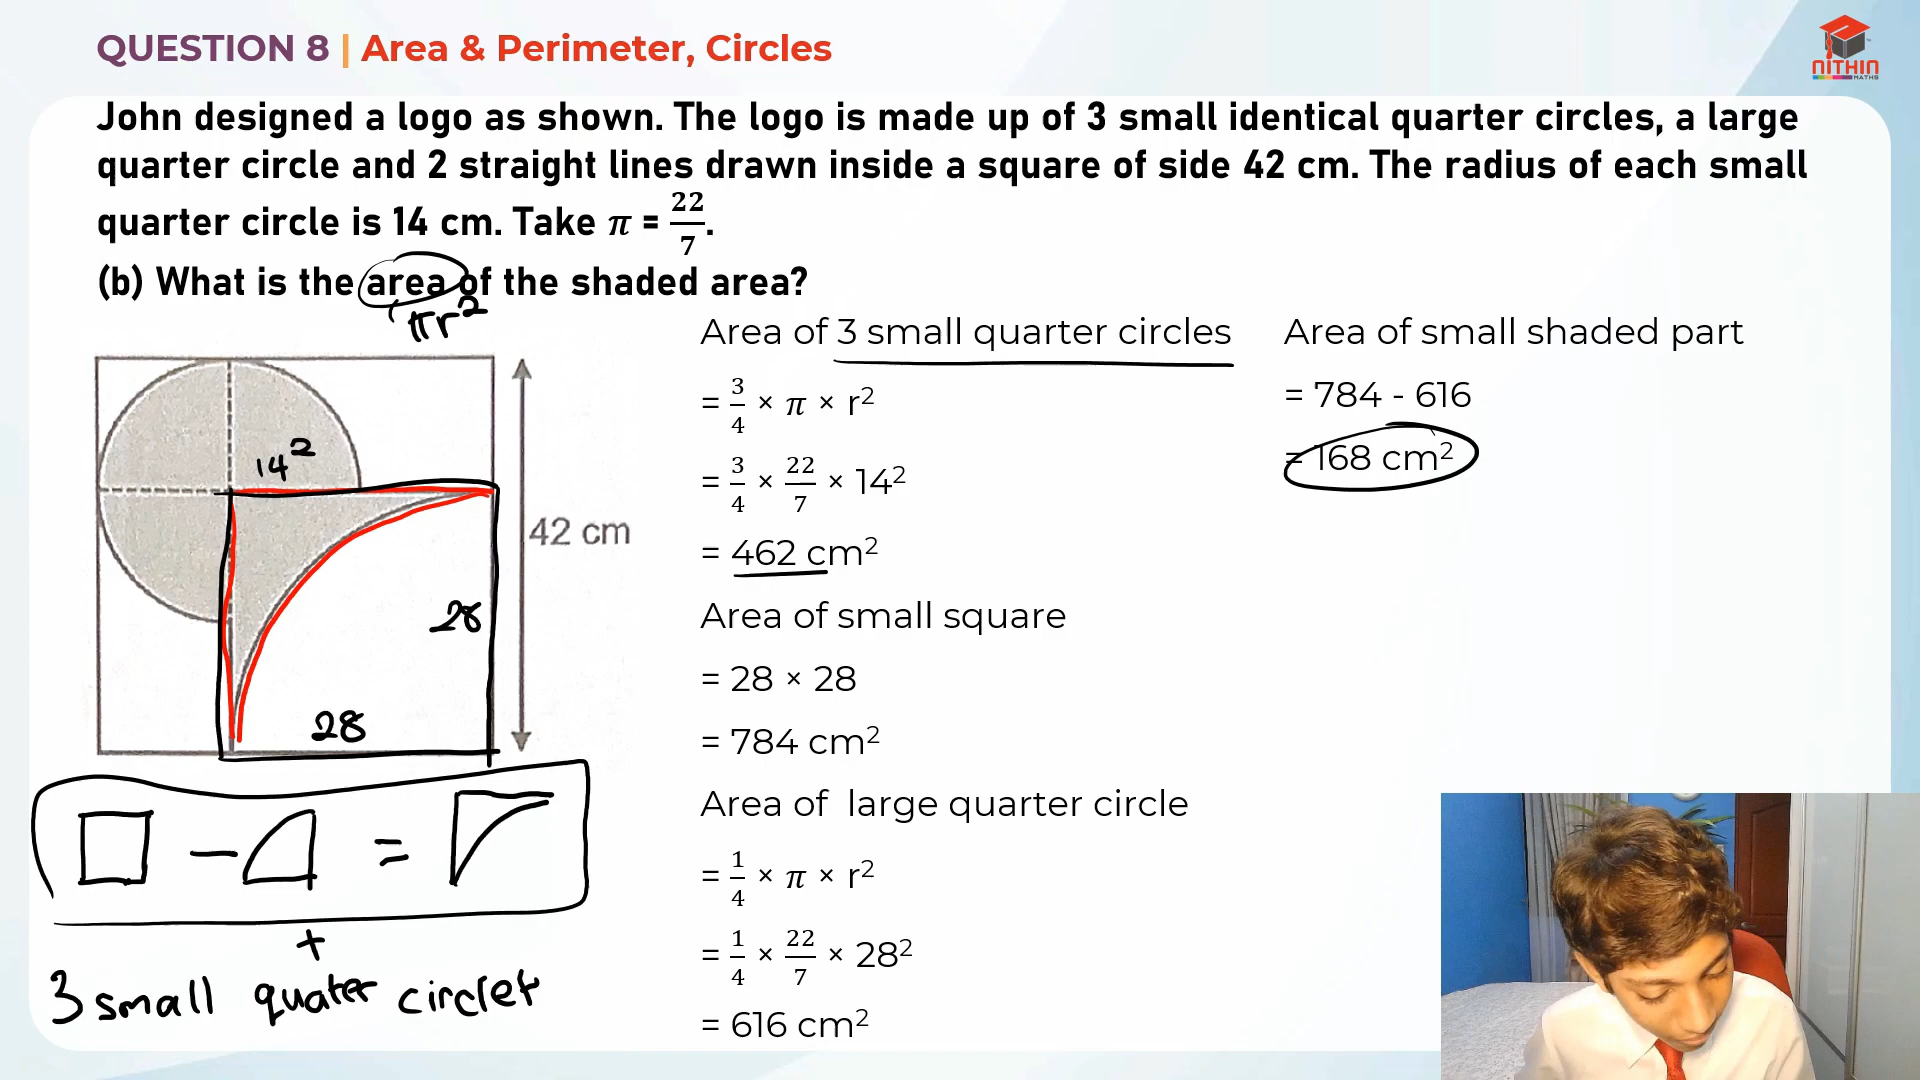 QUESTION 8 | Area & Perimeter, Circles
NITHIN
MATHS
John designed a logo as shown. The logo is made up of 3 small identical quarter circles, a large
quarter circle and 2 straight lines drawn inside a square of side 42 cm. The radius of each small
quarter circle is 14 cm. Take π = 22/7.
(b) What is the area of the shaded area?
πr²
14²
42 cm
28
28
□ − = 
+
3 small quater circles
Area of 3 small quarter circles
= 3/4 × π × r²
= 3/4 × 22/7 × 14²
= 462 cm²
Area of small square
= 28 × 28
= 784 cm²
Area of large quarter circle
= 1/4 × π × r²
= 1/4 × 22/7 × 28²
= 616 cm²
Area of small shaded part
= 784 - 616
= 168 cm²